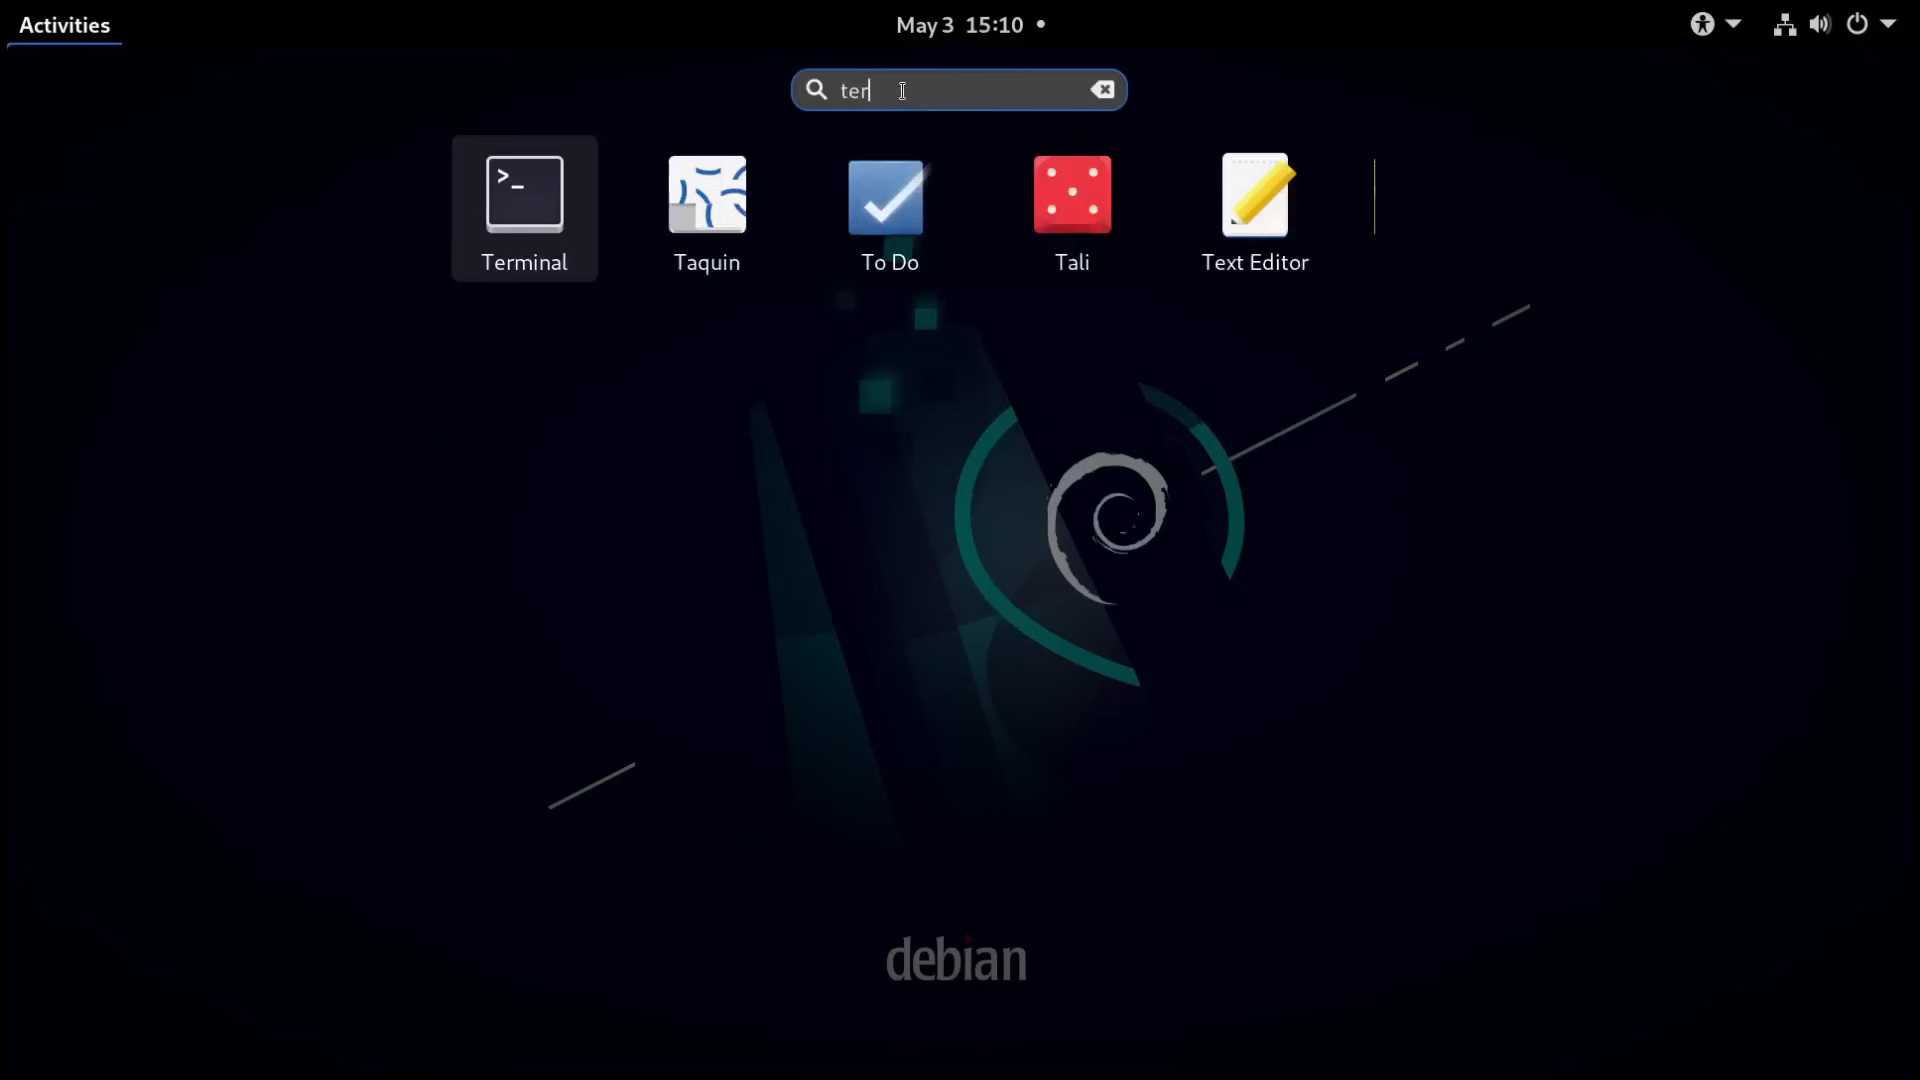 Activities
May 3 15:10
ter
>_
Terminal
Taquin
To Do
Tali
Text Editor
debian